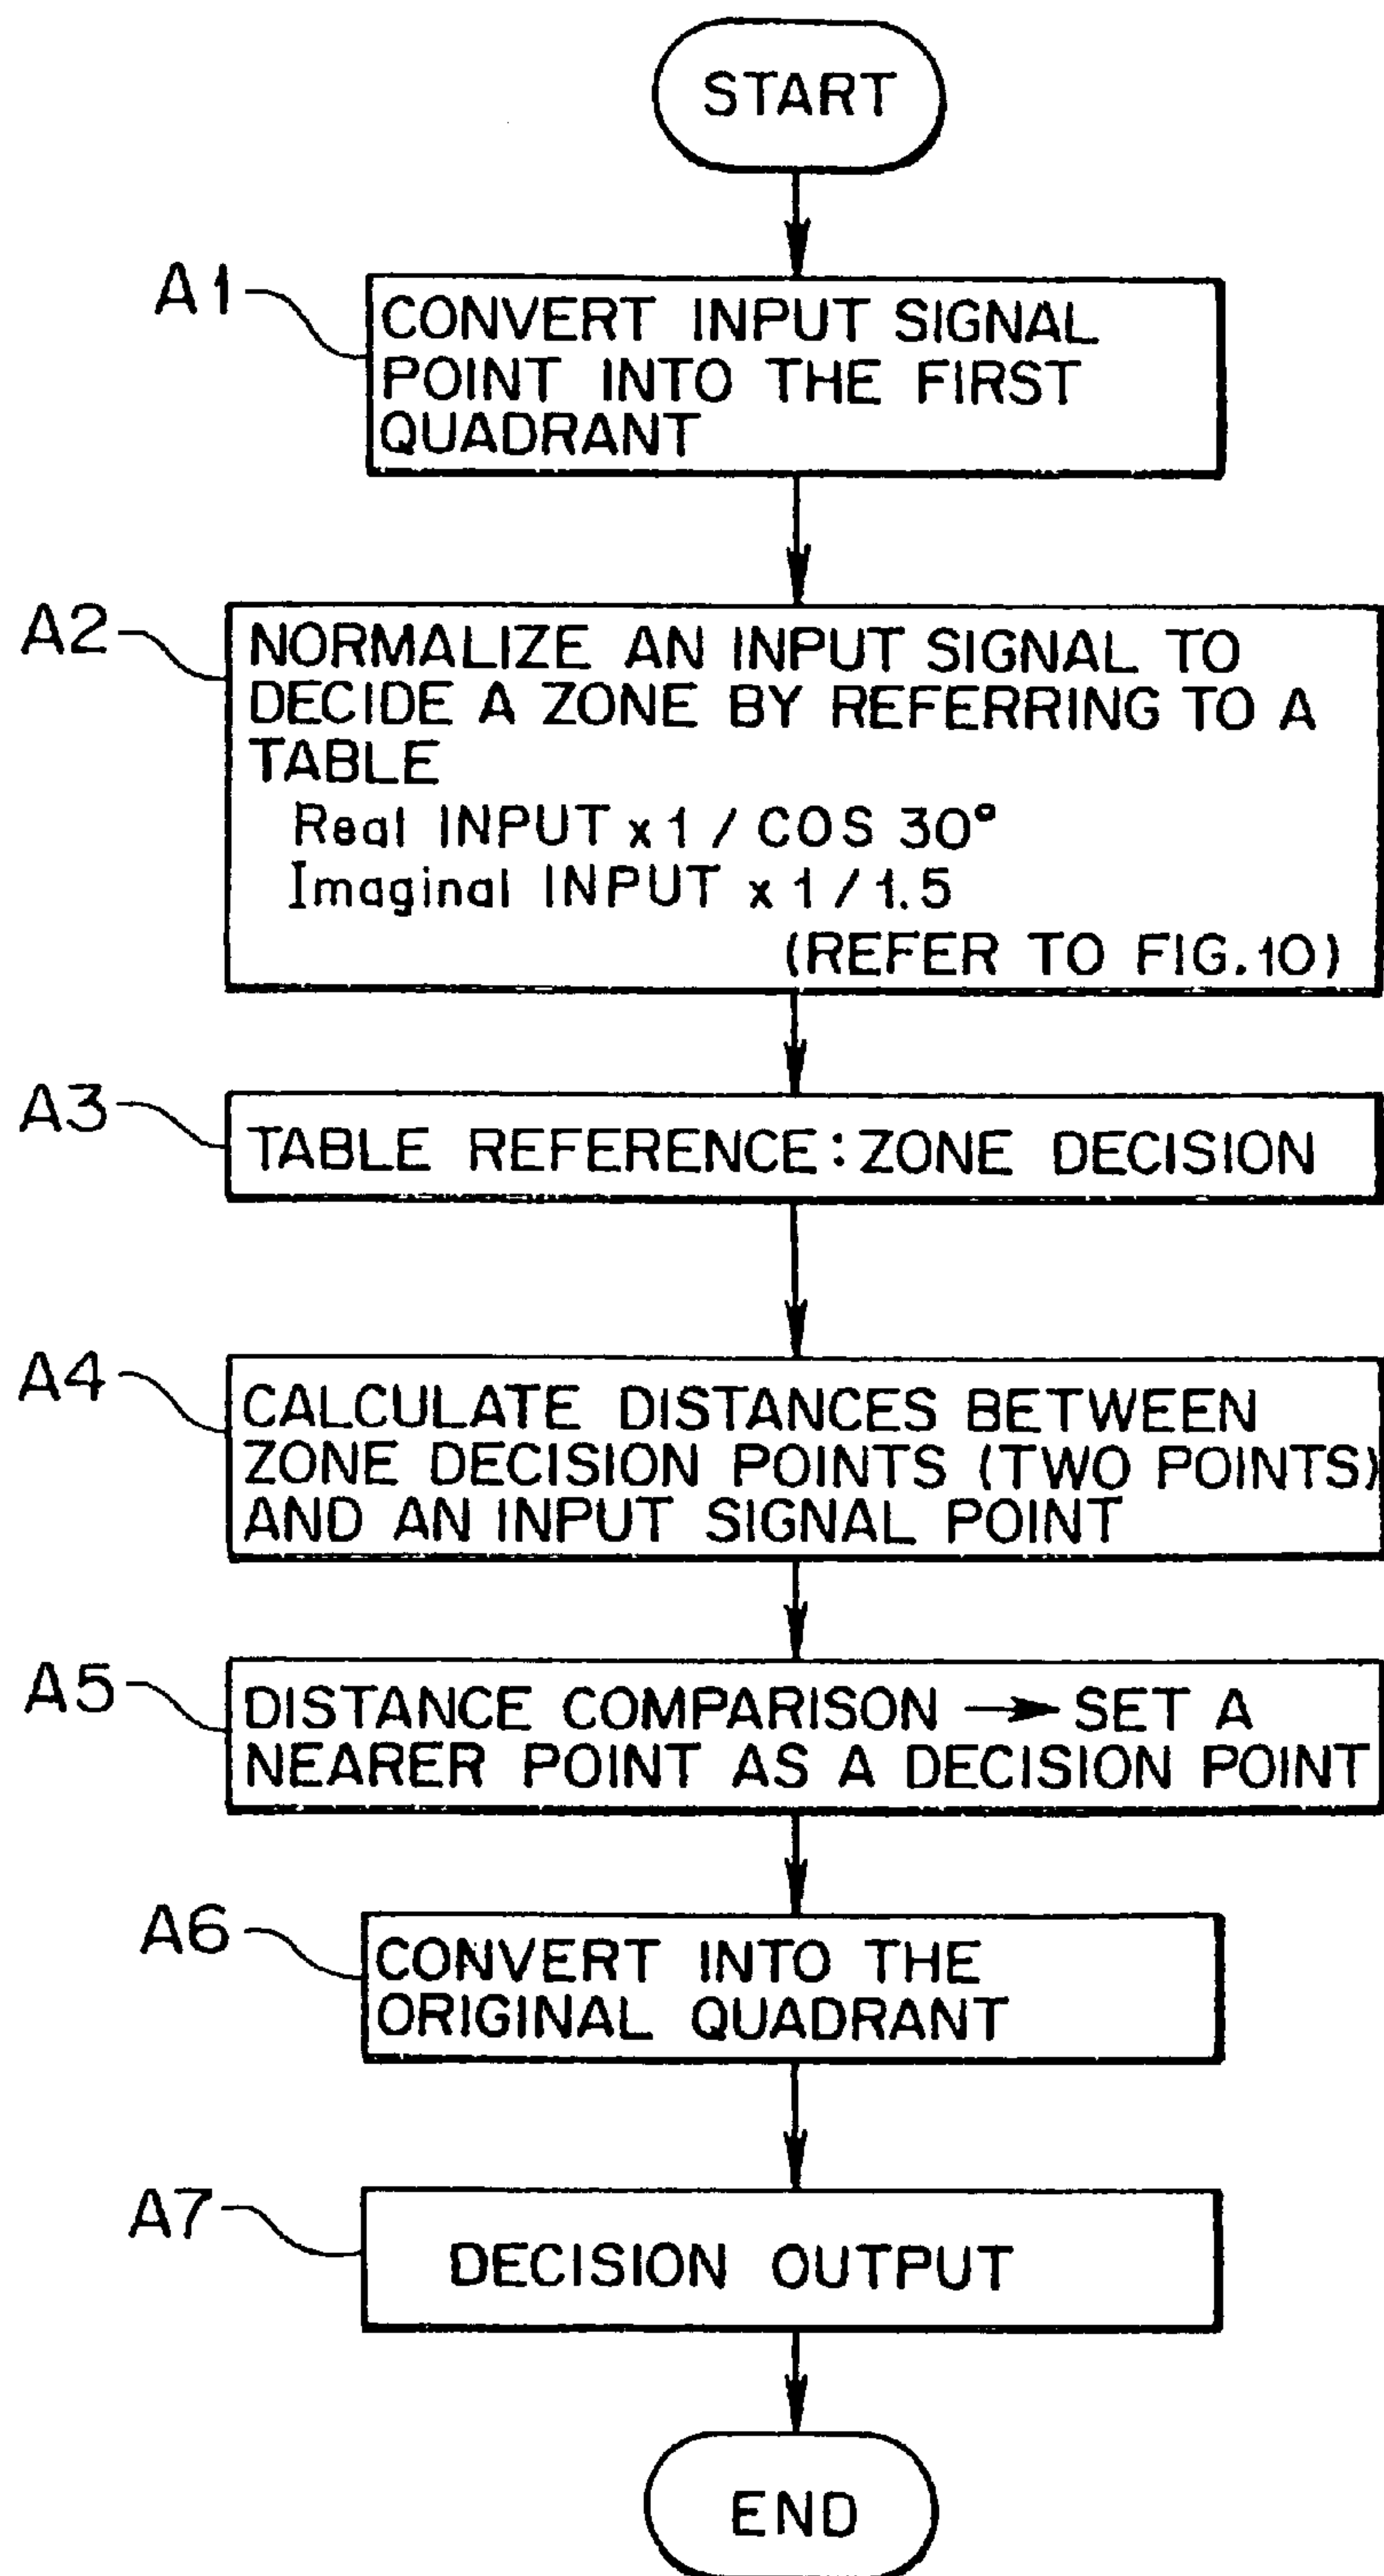 START
A1
CONVERT INPUT SIGNAL
POINT INTO THE FIRST
QUADRANT
A2
NORMALIZE AN INPUT SIGNAL TO
DECIDE A ZONE BY REFERRING TO A
TABLE
Real INPUT x 1 / COS 30°
Imaginal INPUT x 1 / 1.5
(REFER TO FIG.10)
A3
TABLE REFERENCE : ZONE DECISION
A4
CALCULATE DISTANCES BETWEEN
ZONE DECISION POINTS (TWO POINTS)
AND AN INPUT SIGNAL POINT
A5
DISTANCE COMPARISON → SET A
NEARER POINT AS A DECISION POINT
A6
CONVERT INTO THE
ORIGINAL QUADRANT
A7
DECISION OUTPUT
END